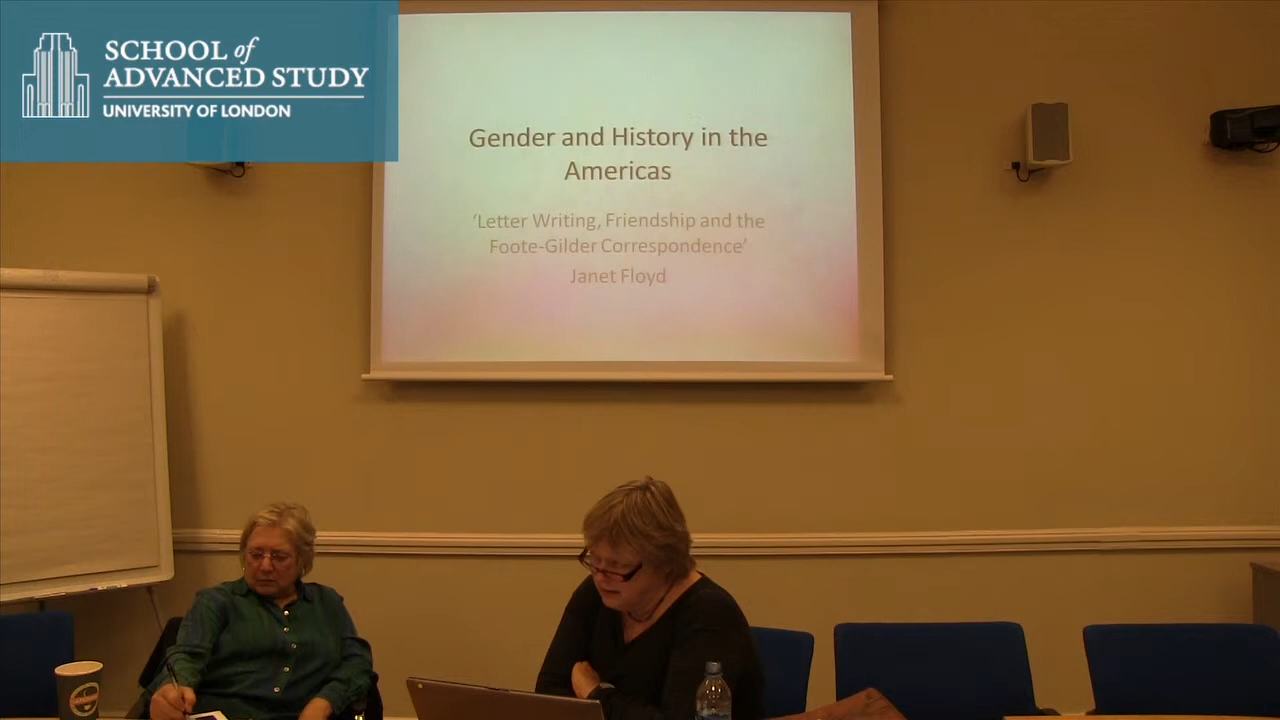 SCHOOL of
ADVANCED STUDY
UNIVERSITY OF LONDON
Gender and History in the
Americas
‘Letter Writing, Friendship and the
Foote-Gilder Correspondence’
Janet Floyd